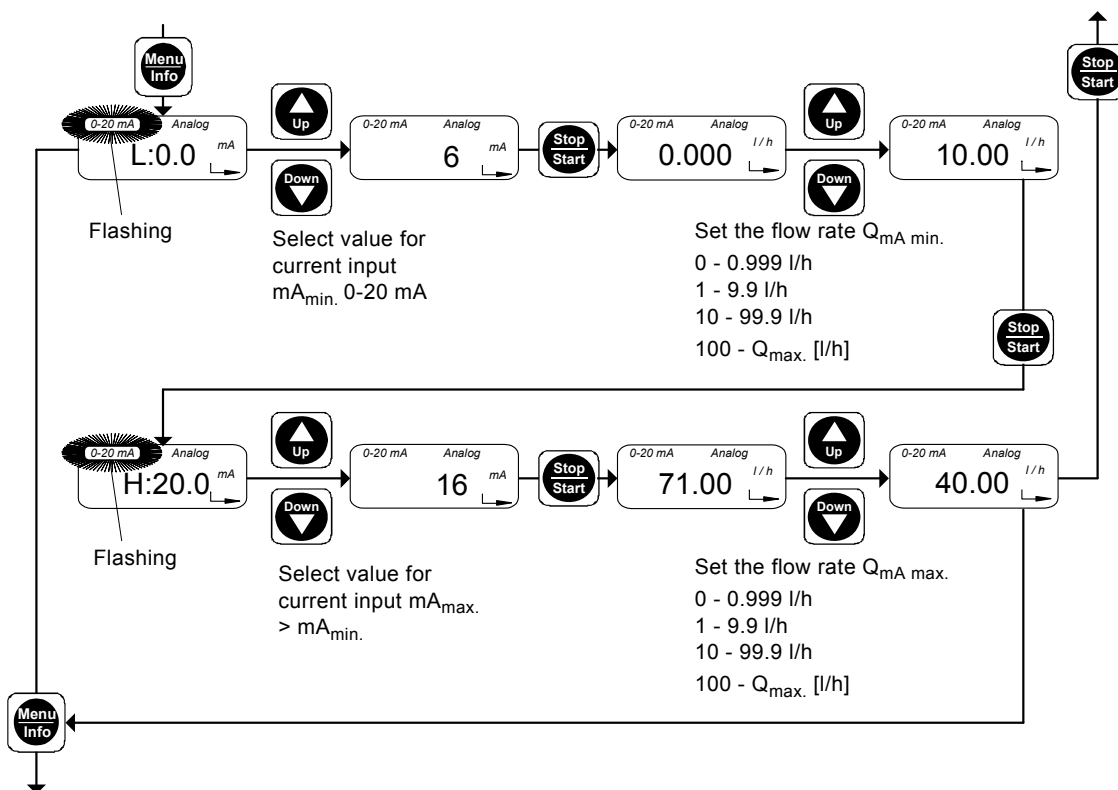 Menu
Info
Stop
Start
0-20 mA Analog
L:0.0 mA
Up
Down
0-20 mA Analog
6 mA
Stop
Start
0-20 mA Analog
0.000 l / h
Up
Down
0-20 mA Analog
10.00 l / h
Flashing
Select value for
current input
mAmin. 0-20 mA
Set the flow rate QmA min.
0 - 0.999 l/h
1 - 9.9 l/h
10 - 99.9 l/h
100 - Qmax. [l/h]
Stop
Start
0-20 mA Analog
H:20.0 mA
Up
Down
0-20 mA Analog
16 mA
Stop
Start
0-20 mA Analog
71.00 l / h
Up
Down
0-20 mA Analog
40.00 l / h
Flashing
Select value for
current input mAmax.
> mAmin.
Set the flow rate QmA max.
0 - 0.999 l/h
1 - 9.9 l/h
10 - 99.9 l/h
100 - Qmax. [l/h]
Menu
Info